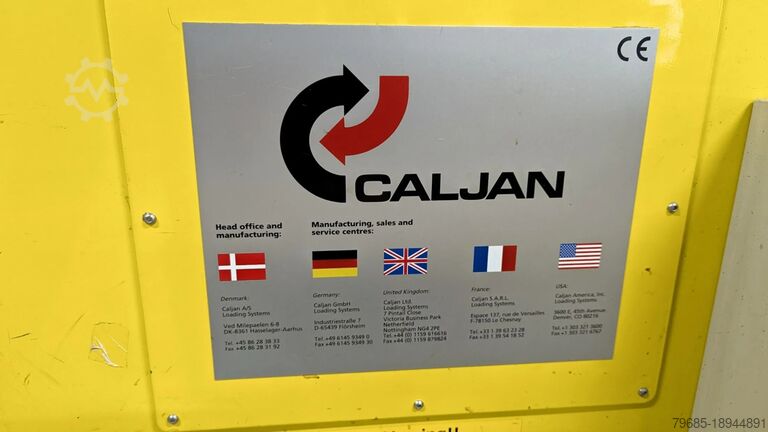 CE
CALJAN
Head office and
manufacturing:
Manufacturing, sales and
service centres:
Denmark:
Caljan A/S
Loading Systems
Ved Milepaelen 6-8
DK-8361 Hasselager-Aarhus
Tel. +45 86 28 38 33
Fax +45 86 28 31 92
Germany:
Caljan GmbH
Loading Systems
Industriestraße 7
D-65439 Flörsheim
Tel. +49 6145 9349 0
Fax +49 6145 9349 30
United Kingdom:
Caljan Ltd.
Loading Systems
7 Pintail Close
Victoria Business Park
Netherfield
Nottingham NG4 2PE
Tel. +44 (0) 1159 616616
Fax +44 (0) 1159 879824
France:
Caljan S.A.R.L.
Loading Systems
Espace 137, rue de Versailles
F-78150 Le Chesnay
Tel.+33 1 39 63 23 28
Fax +33 1 39 54 18 52
USA:
Caljan America, Inc.
Loading Systems
3600 E, 45th Avenue
Denver, CO 80216
Tel. +1 303 321 3600
Fax +1 303 321 6767
79685-18944891